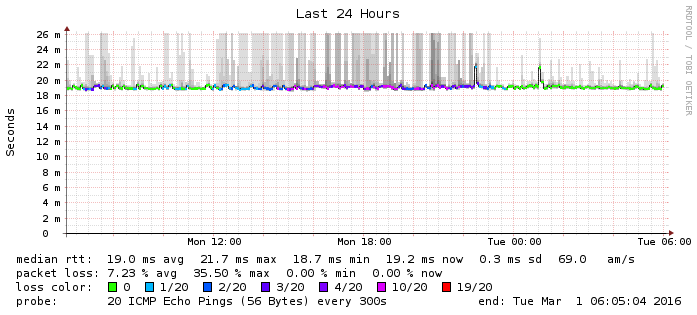 Last 24 Hours
RRDTOOL / TOBI OETIKER
Seconds
26 m
24 m
22 m
20 m
18 m
16 m
14 m
12 m
10 m
8 m
6 m
4 m
2 m
0
Mon 12:00 Mon 18:00 Tue 00:00 Tue 06:00
median rtt: 19.0 ms avg 21.7 ms max 18.7 ms min 19.2 ms now 0.3 ms sd 69.0 am/s
packet loss: 7.23 % avg 35.50 % max 0.00 % min 0.00 % now
loss color: 0 1/20 2/20 3/20 4/20 10/20 19/20
probe: 20 ICMP Echo Pings (56 Bytes) every 300s end: Tue Mar 1 06:05:04 2016